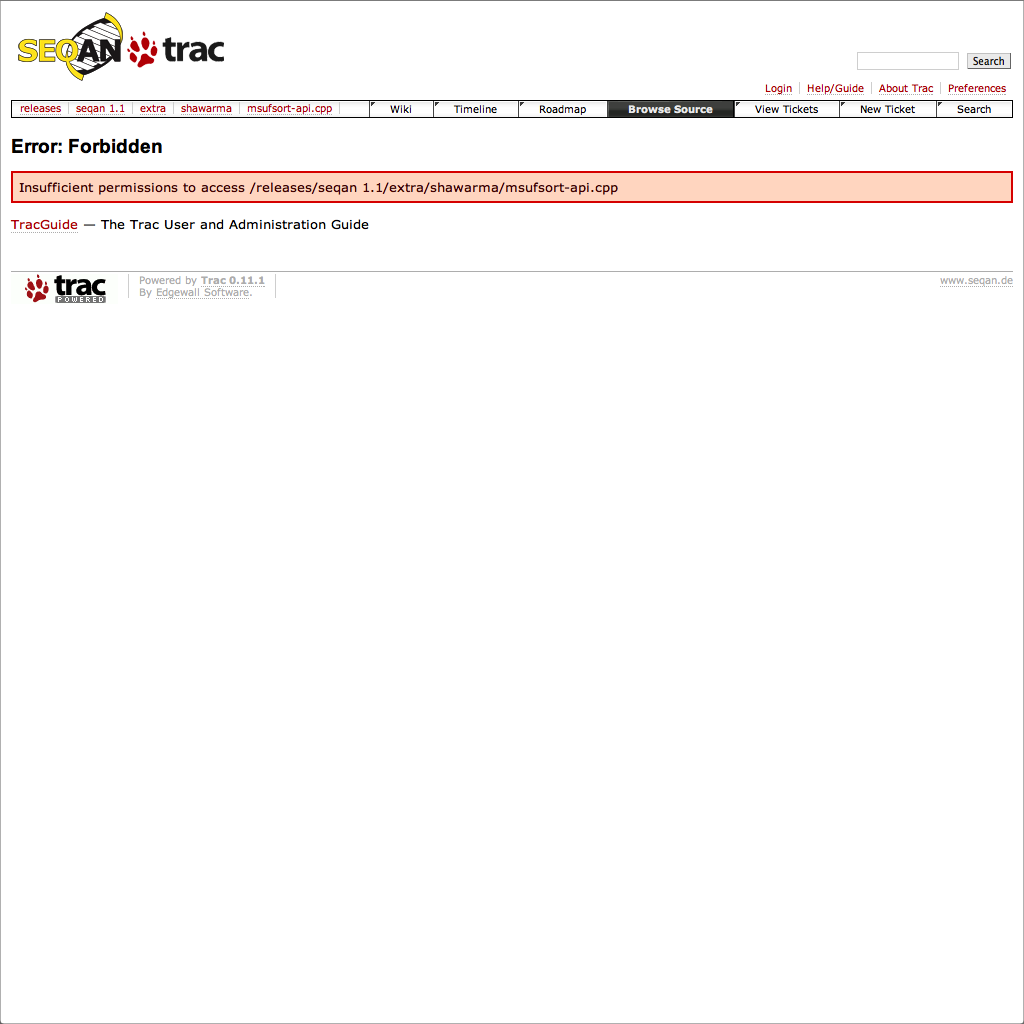 SEQAN trac
Search
Login Help/Guide About Trac Preferences
releases seqan 1.1 extra shawarma msufsort-api.cpp Wiki Timeline Roadmap Browse Source View Tickets New Ticket Search
Error: Forbidden
Insufficient permissions to access /releases/seqan 1.1/extra/shawarma/msufsort-api.cpp
TracGuide — The Trac User and Administration Guide
trac POWERED
Powered by Trac 0.11.1
By Edgewall Software.
www.seqan.de